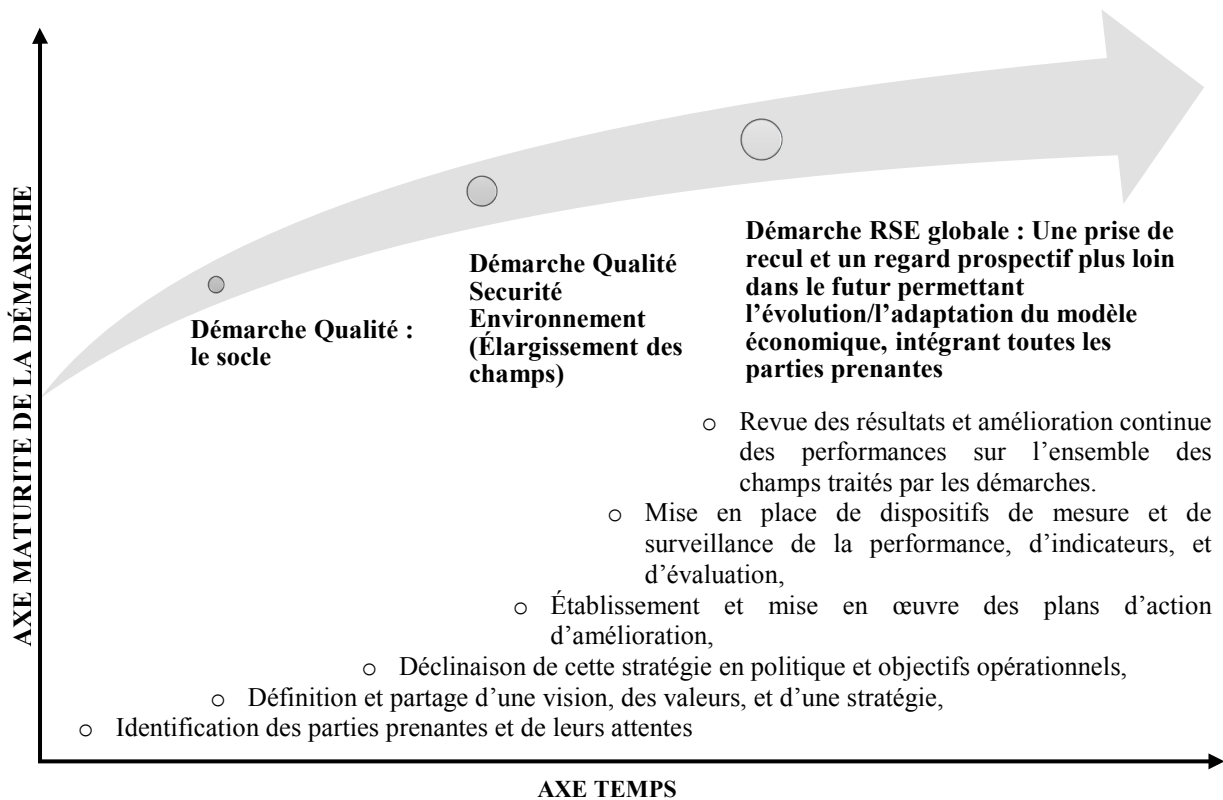 AXE MATURITE DE LA DÉMARCHE
Démarche Qualité :
le socle
Démarche Qualité
Securité
Environnement
(Élargissement des
champs)
Démarche RSE globale : Une prise de
recul et un regard prospectif plus loin
dans le futur permettant
l’évolution/l’adaptation du modèle
économique, intégrant toutes les
parties prenantes
o Revue des résultats et amélioration continue
des performances sur l’ensemble des
champs traités par les démarches.
o Mise en place de dispositifs de mesure et de
surveillance de la performance, d’indicateurs, et
d’évaluation,
o Établissement et mise en œuvre des plans d’action
d’amélioration,
o Déclinaison de cette stratégie en politique et objectifs opérationnels,
o Définition et partage d’une vision, des valeurs, et d’une stratégie,
o Identification des parties prenantes et de leurs attentes
AXE TEMPS